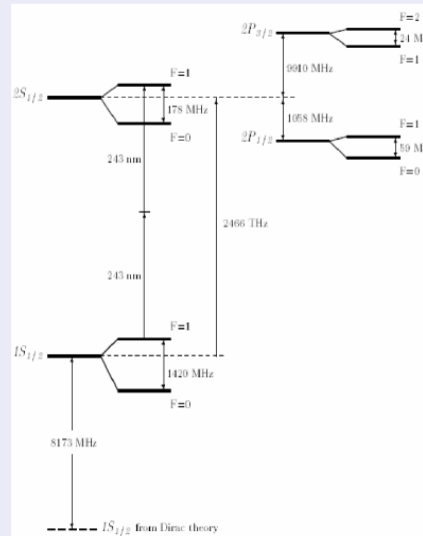 F=2
2P3/2
24 M
F=1
9910 MHz
F=1
2S1/2
178 MHz
1058 MHz
F=1
2P1/2
59 M
F=0
F=0
243 nm
2466 THz
243 nm
F=1
1S1/2
1420 MHz
F=0
8173 MHz
1S1/2 from Dirac theory